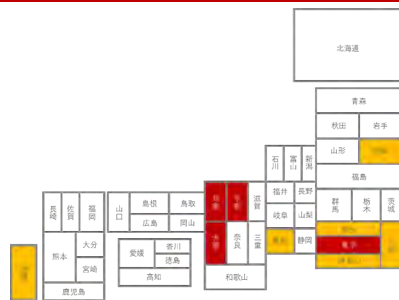 北海道
青森
秋田 岩手
山形
福島
石川 富山 新潟
福井 長野
岐阜 山梨
静岡
群馬 栃木 茨城
滋賀
奈良 三重
和歌山
鳥取 島根
岡山 広島
山口
香川
愛媛 徳島
高知
長崎 佐賀 福岡
熊本 大分
宮崎
鹿児島
東京